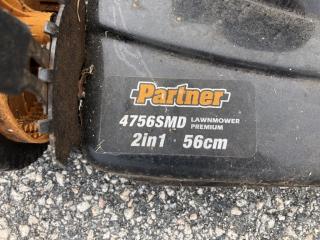 Partner
4756SMD LAWNMOWER
PREMIUM
2in1 56cm